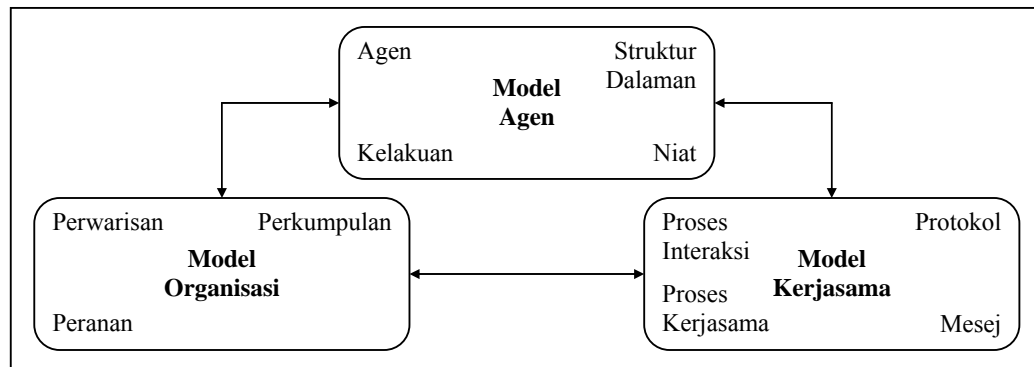 Agen
Struktur
Dalaman
Model
Agen
Kelakuan
Niat
Perwarisan
Perkumpulan
Model
Organisasi
Peranan
Proses
Interaksi
Protokol
Model
Kerjasama
Proses
Kerjasama
Mesej